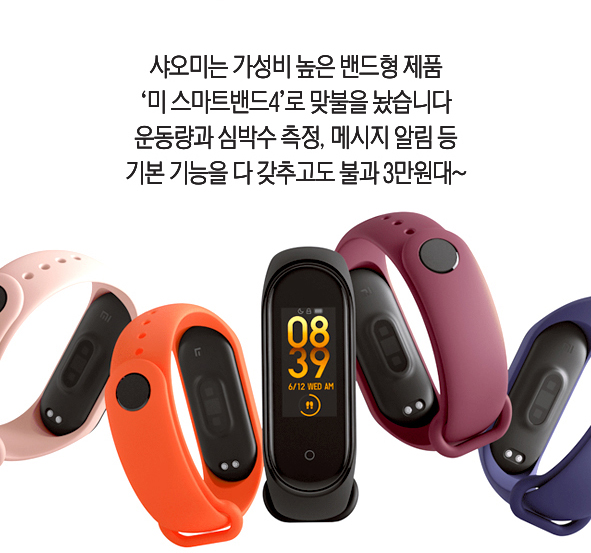 샤오미는 가성비 높은 밴드형 제품
‘미 스마트밴드4’로 맞불을 놨습니다
운동량과 심박수 측정, 메시지 알림 등
기본 기능을 다 갖추고도 불과 3만원대~
08
39
6/12 WED AM